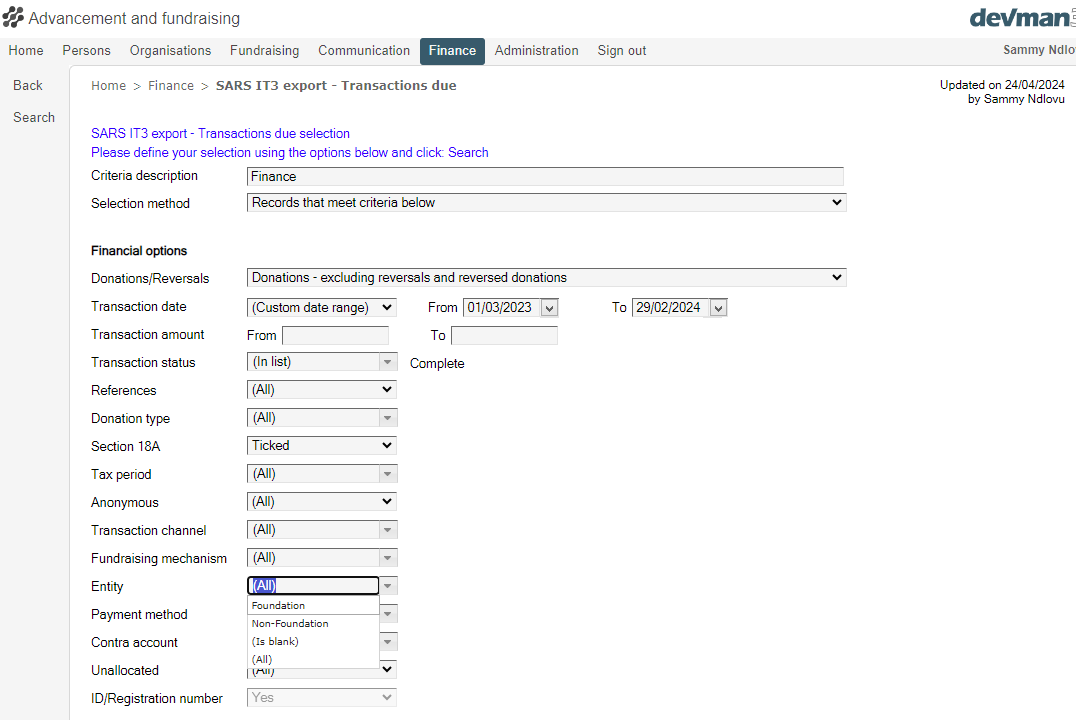 Advancement and fundraising
devman
Home Persons Organisations Fundraising Communication Finance Administration Sign out Sammy Ndlo
Back
Search
Home > Finance > SARS IT3 export - Transactions due
Updated on 24/04/2024
by Sammy Ndlovu
SARS IT3 export - Transactions due selection
Please define your selection using the options below and click: Search
Criteria description Finance
Selection method Records that meet criteria below
Financial options
Donations/Reversals Donations - excluding reversals and reversed donations
Transaction date (Custom date range) From 01/03/2023 To 29/02/2024
Transaction amount From To
Transaction status (In list) Complete
References (All)
Donation type (All)
Section 18A Ticked
Tax period (All)
Anonymous (All)
Transaction channel (All)
Fundraising mechanism (All)
Entity (All)
Foundation
Payment method
Non-Foundation
Contra account
(Is blank)
(All)
Unallocated (All)
ID/Registration number Yes